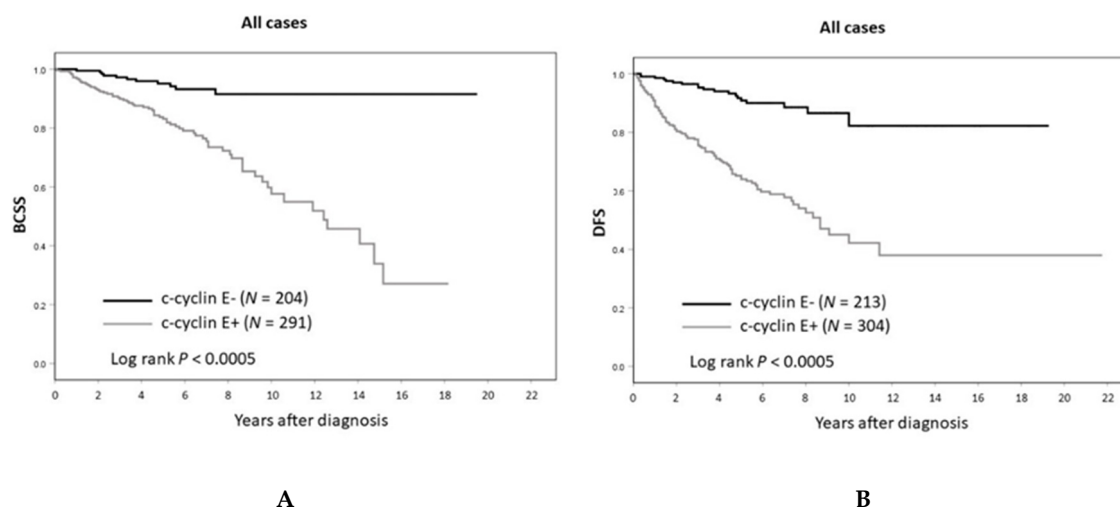 All cases
1.0
0.8
0.6
0.4
0.2
0.0
BCSS
c-cyclin E- (N = 204)
c-cyclin E+ (N = 291)
Log rank P < 0.0005
0 2 4 6 8 10 12 14 16 18 20 22
Years after diagnosis
A
All cases
1.0
0.8
3.6
0.4
0.2
0.0
DFS
c-cyclin E- (N = 213)
c-cyclin E+ (N = 304)
Log rank P < 0.0005
0 2 4 6 8 10 12 14 16 18 20 22
Years after diagnosis
B